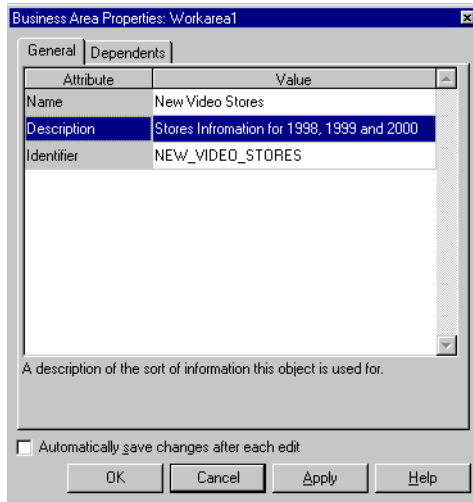 Business Area Properties: Workarea1
General Dependents
Attribute Value
Name New Video Stores
Description Stores Infromation for 1998, 1999 and 2000
Identifier NEW_VIDEO_STORES
A description of the sort of information this object is used for.
Automatically save changes after each edit
OK Cancel Apply Help